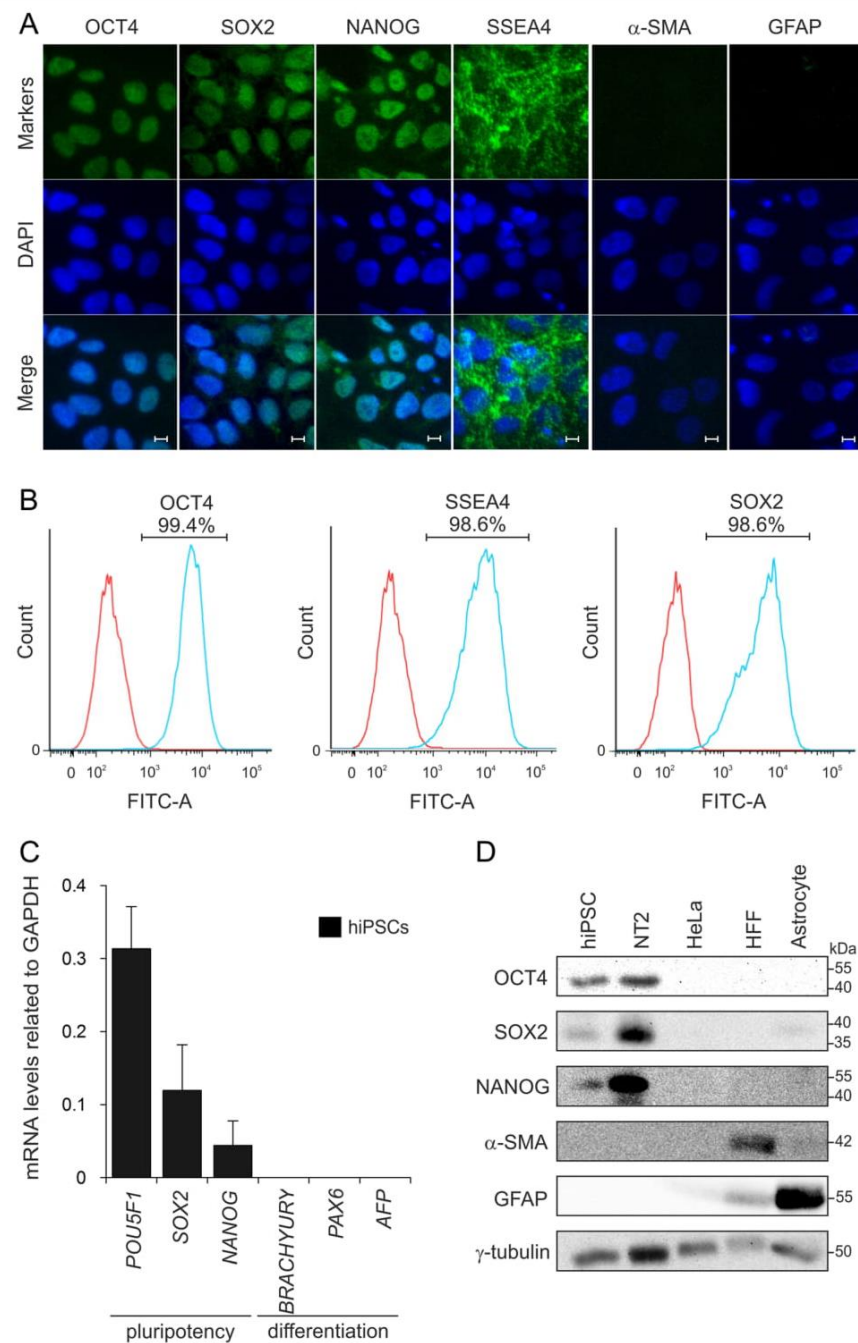 A
OCT4 SOX2 NANOG SSEA4 α-SMA GFAP
Markers
DAPI
Merge
B
OCT4
99.4%
Count
0
0 10² 10³ 10⁴ 10⁵
FITC-A
SSEA4
98.6%
Count
0
0 10² 10³ 10⁴ 10⁵
FITC-A
SOX2
98.6%
Count
0
0 10² 10³ 10⁴ 10⁵
FITC-A
C
mRNA levels related to GAPDH
0.4
0.3
0.2
0.1
0
hiPSCs
POU5F1 SOX2 NANOG BRACHYURY PAX6 AFP
pluripotency differentiation
D
hiPSC NT2 HeLa HFF Astrocyte
kDa
OCT4 55
40
SOX2 40
35
NANOG 55
40
α-SMA 42
GFAP 55
γ-tubulin 50